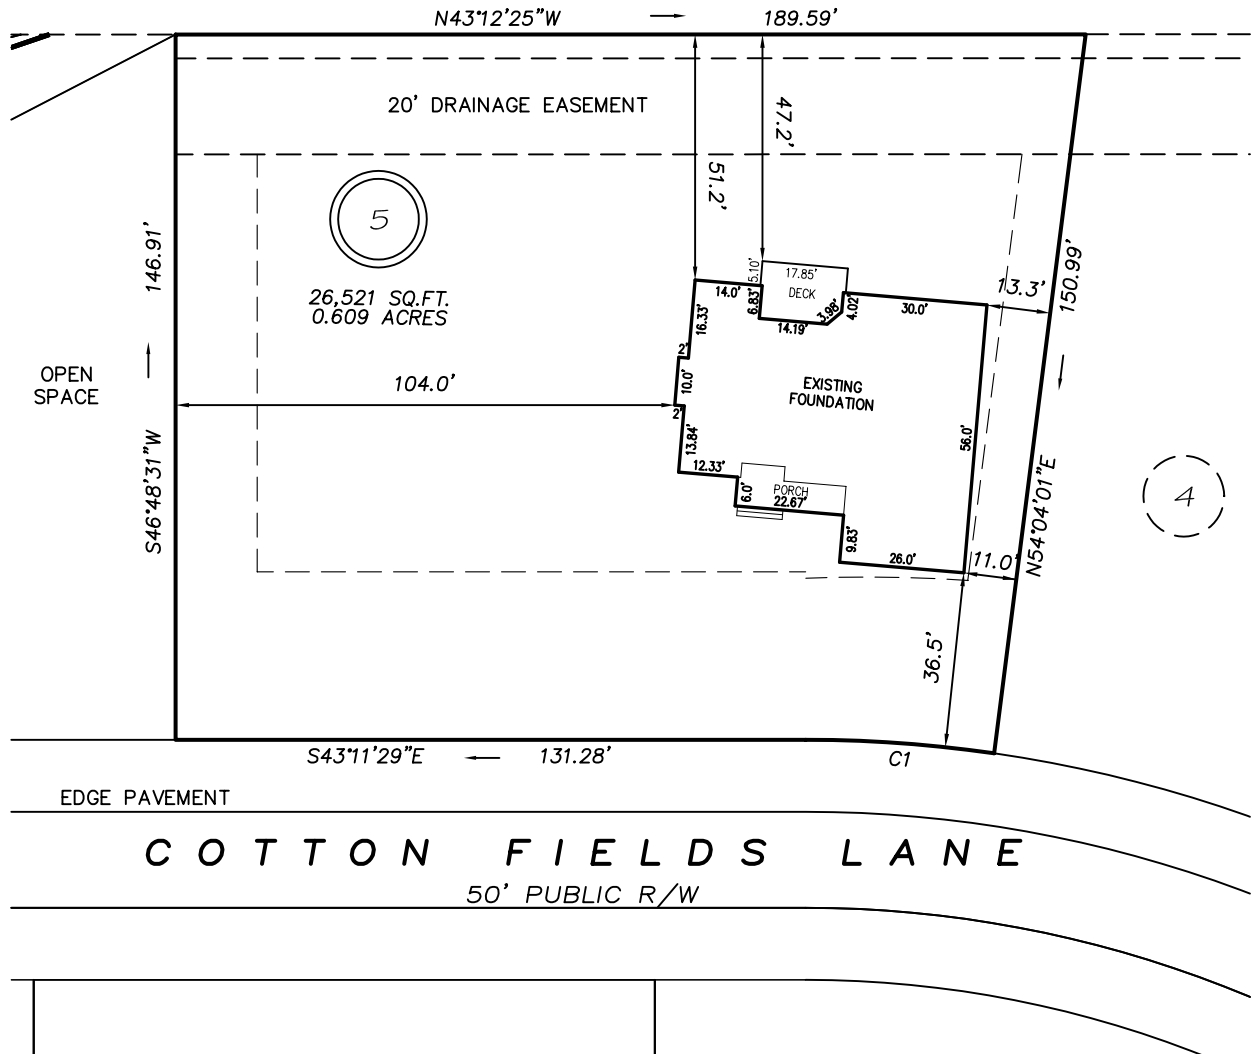 N43°12'25"W
189.59'
20' DRAINAGE EASEMENT
47.2'
51.2'
5
26,521 SQ.FT.
0.609 ACRES
146.91'
S46°48'31"W
OPEN
SPACE
104.0'
5.10'
17.85'
DECK
14.0'
6.83'
14.19'
3.98'
4.02'
30.0'
13.3'
150.99'
16.33'
2'
10.0'
2'
13.84'
EXISTING
FOUNDATION
56.0'
12.33'
6.0'
PORCH
22.67'
9.83'
26.0'
11.0'
N54°04'01"E
4
36.5'
S43°11'29"E
131.28'
C1
EDGE PAVEMENT
COTTON FIELDS LANE
50' PUBLIC R/W